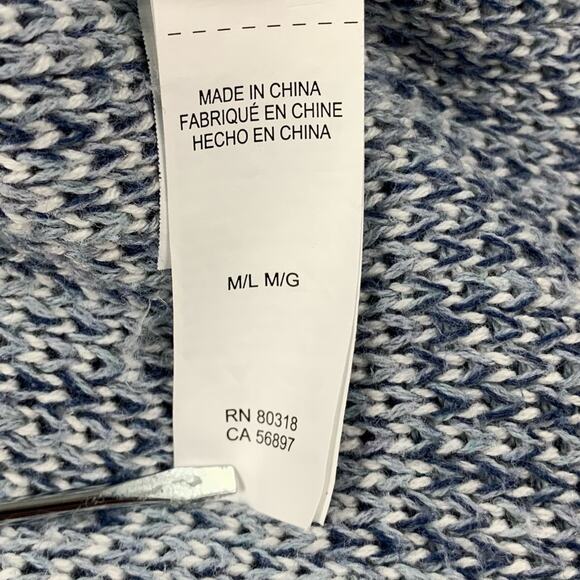 MADE IN CHINA
FABRIQUÉ EN CHINE
HECHO EN CHINA
M/L M/G
RN 80318
CA 56897